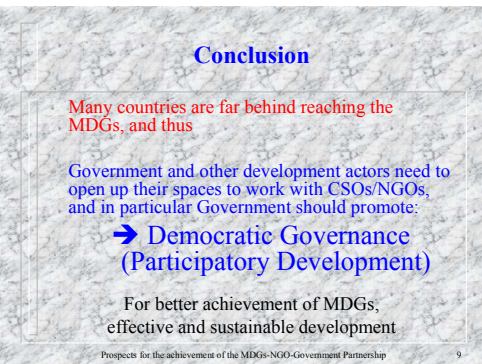 Conclusion
Many countries are far behind reaching the
MDGs, and thus
Government and other development actors need to
open up their spaces to work with CSOs/NGOs,
and in particular Government should promote:
➔ Democratic Governance
(Participatory Development)
For better achievement of MDGs,
effective and sustainable development
Prospects for the achievement of the MDGs-NGO-Government Partnership 9